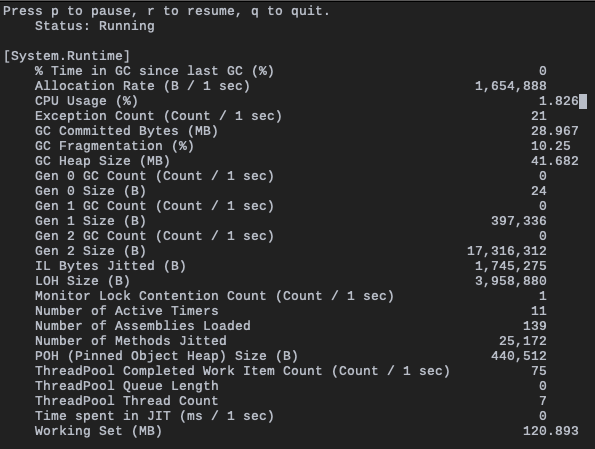 Press p to pause, r to resume, q to quit.
    Status: Running

[System.Runtime]
    % Time in GC since last GC (%)                                 0
    Allocation Rate (B / 1 sec)                            1,654,888
    CPU Usage (%)                                                  1.826
    Exception Count (Count / 1 sec)                               21
    GC Committed Bytes (MB)                                       28.967
    GC Fragmentation (%)                                          10.25
    GC Heap Size (MB)                                             41.682
    Gen 0 GC Count (Count / 1 sec)                                 0
    Gen 0 Size (B)                                                24
    Gen 1 GC Count (Count / 1 sec)                                 0
    Gen 1 Size (B)                                           397,336
    Gen 2 GC Count (Count / 1 sec)                                 0
    Gen 2 Size (B)                                        17,316,312
    IL Bytes Jitted (B)                                    1,745,275
    LOH Size (B)                                           3,958,880
    Monitor Lock Contention Count (Count / 1 sec)                  1
    Number of Active Timers                                       11
    Number of Assemblies Loaded                                  139
    Number of Methods Jitted                                  25,172
    POH (Pinned Object Heap) Size (B)                        440,512
    ThreadPool Completed Work Item Count (Count / 1 sec)          75
    ThreadPool Queue Length                                        0
    ThreadPool Thread Count                                        7
    Time spent in JIT (ms / 1 sec)                                 0
    Working Set (MB)                                             120.893